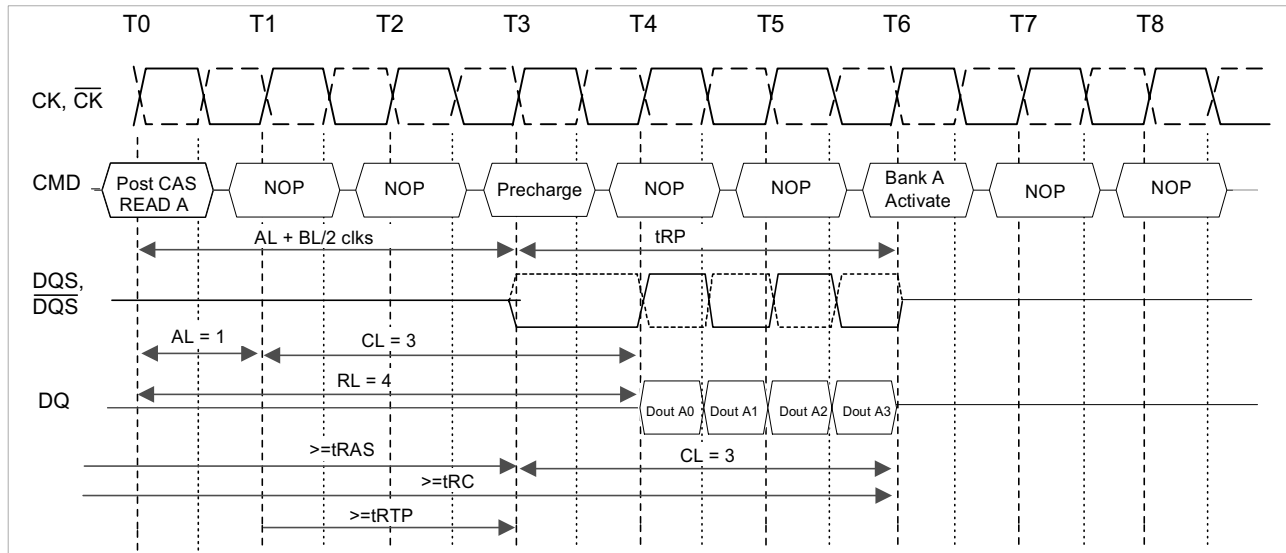 T0 T1 T2 T3 T4 T5 T6 T7 T8
CK, CK
CMD Post CAS READ A NOP NOP Precharge NOP NOP Bank A Activate NOP NOP
AL + BL/2 clks tRP
DQS,
DQS
AL = 1 CL = 3
RL = 4
DQ Dout A0 Dout A1 Dout A2 Dout A3
>=tRAS CL = 3
>=tRC
>=tRTP